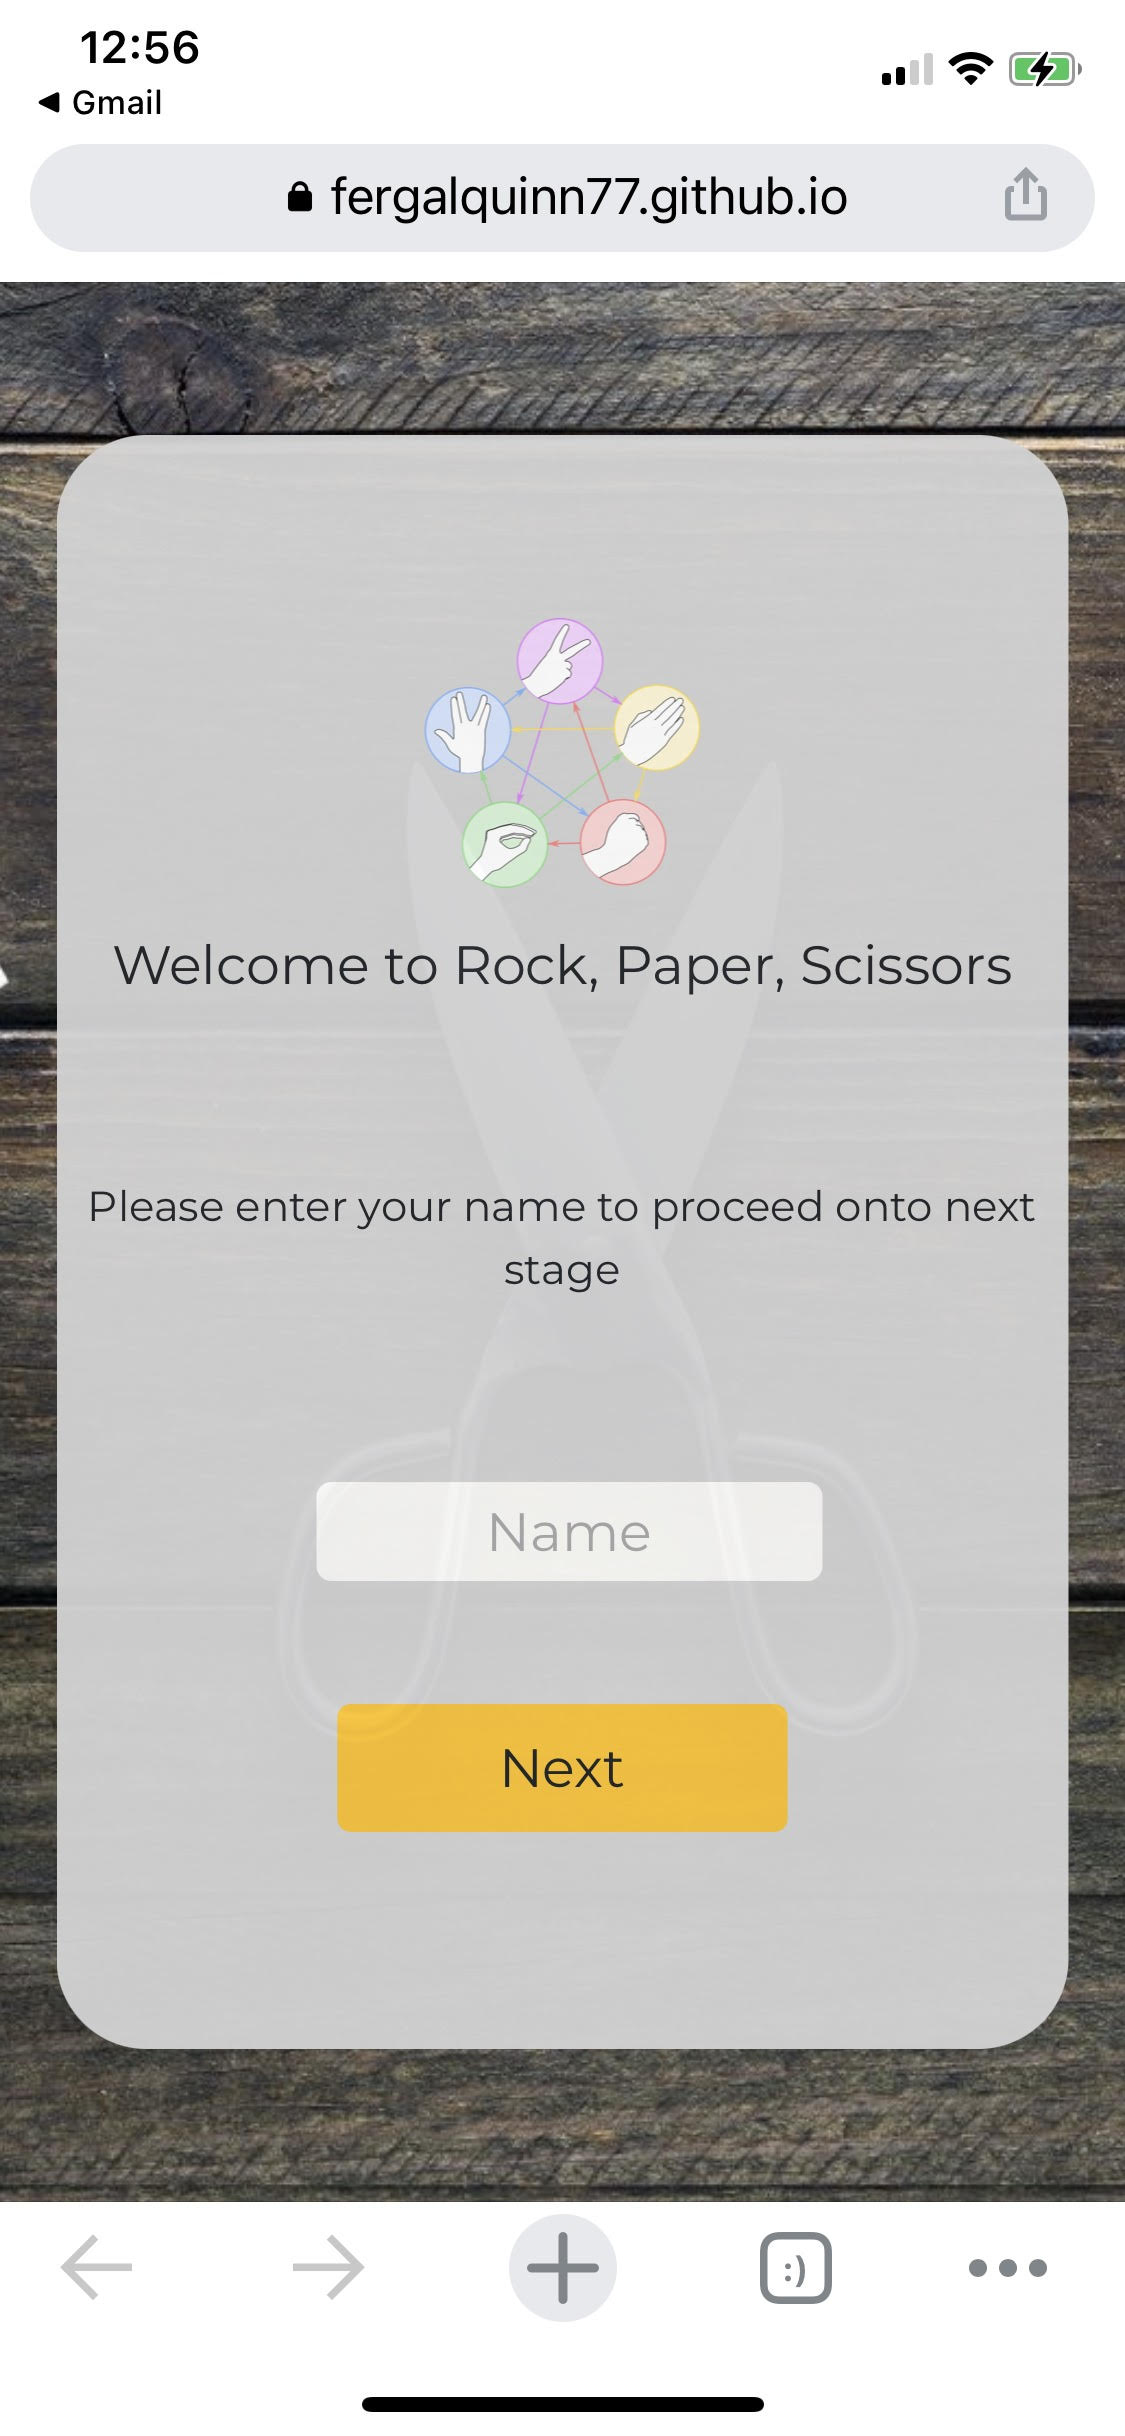 12:56
◀ Gmail
fergalquinn77.github.io
Welcome to Rock, Paper, Scissors
Please enter your name to proceed onto next
stage
Name
Next
:)